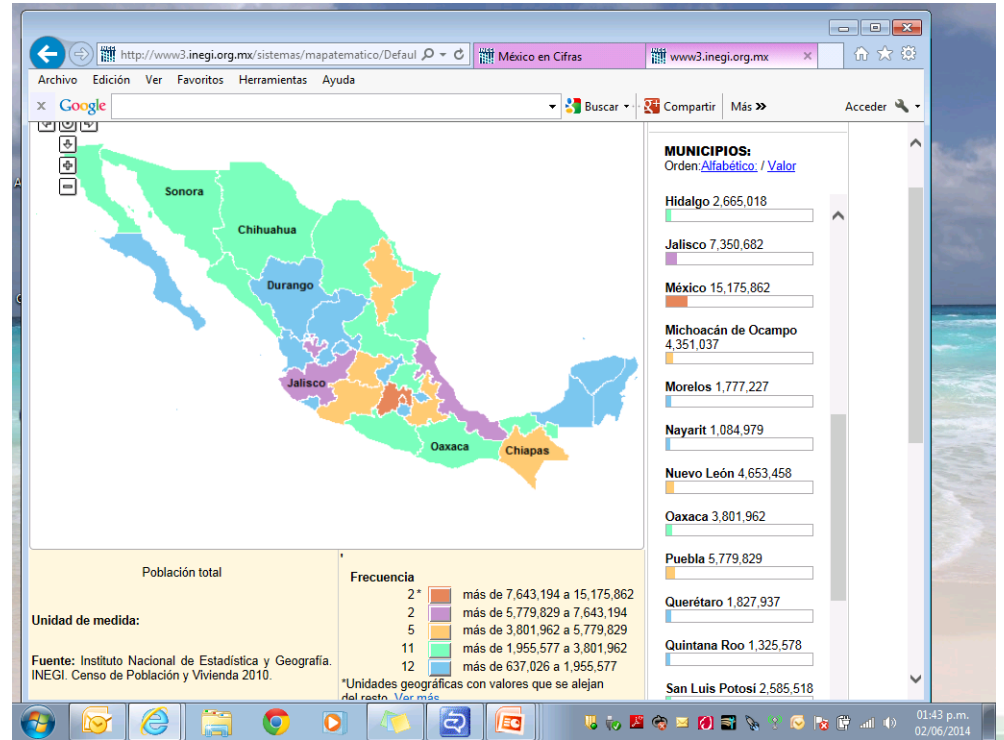 http://www3.inegi.org.mx/sistemas/mapatematico/Defaul
México en Cifras
www3.inegi.org.mx
Archivo Edición Ver Favoritos Herramientas Ayuda
x Google
Buscar
Compartir
Más »
Acceder
Sonora
Chihuahua
Durango
Jalisco
Oaxaca
Chiapas
MUNICIPIOS:
Orden:Alfabético: / Valor
Hidalgo 2,665,018
Jalisco 7,350,682
México 15,175,862
Michoacán de Ocampo
4,351,037
Morelos 1,777,227
Nayarit 1,084,979
Nuevo León 4,653,458
Oaxaca 3,801,962
Puebla 5,779,829
Querétaro 1,827,937
Quintana Roo 1,325,578
San Luis Potosí 2,585,518
Población total
Unidad de medida:
Fuente: Instituto Nacional de Estadística y Geografía.
INEGI. Censo de Población y Vivienda 2010.
Frecuencia
2* más de 7,643,194 a 15,175,862
2 más de 5,779,829 a 7,643,194
5 más de 3,801,962 a 5,779,829
11 más de 1,955,577 a 3,801,962
12 más de 637,026 a 1,955,577
*Unidades geográficas con valores que se alejan
del resto. Ver más
01:43 p.m.
02/06/2014